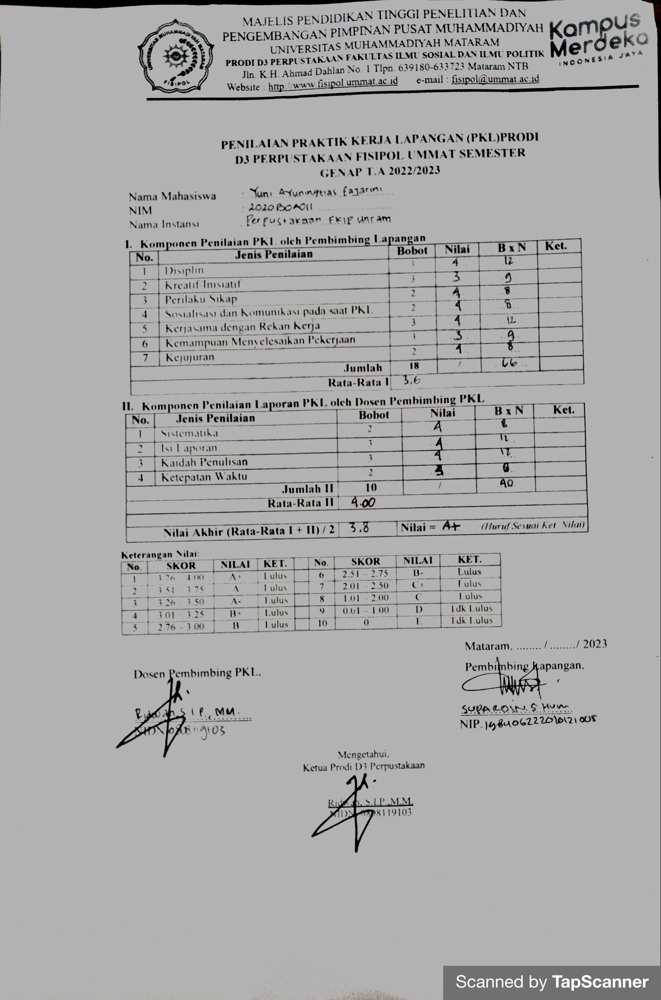 MAJELIS PENDIDIKAN TINGGI PENELITIAN DAN
PENGEMBANGAN PIMPINAN PUSAT MUHAMMADIYAH
UNIVERSITAS MUHAMMADIYAH MATARAM
PRODI D3 PERPUSTAKAAN FAKULTAS ILMU SOSIAL DAN ILMU POLITIK
Jln. K.H. Ahmad Dahlan No. 1 Tlpn. 639180-633723 Mataram NTB
Website : http://www.fisipol.ummat.ac.id e-mail : fisipol@ummat.ac.id
UNIVERSITAS MUHAMMADIYAH MATARAM
FISIPOL
Kampus
Merdeka
INDONESIA JAYA
PENILAIAN PRAKTIK KERJA LAPANGAN (PKL)PRODI
D3 PERPUSTAKAAN FISIPOL UMMAT SEMESTER
GENAP T.A 2022/2023
Nama Mahasiswa : Yuni Ayuningtias Fajarini
NIM : 2020B0A011
Nama Instansi : Perpustakaan FKIP Unram
I. Komponen Penilaian PKL oleh Pembimbing Lapangan
No. Jenis Penilaian Bobot Nilai B x N Ket.
1 Disiplin 3 4 12
2 Kreatif/Inisiatif 3 3 9
3 Perilaku Sikap 2 4 8
4 Sosialisasi dan Komunikasi pada saat PKL 2 4 8
5 Kerjasama dengan Rekan Kerja 3 4 12
6 Kemampuan Menyelesaikan Pekerjaan 3 3 9
7 Kejujuran 2 4 8
Jumlah 18 / 66
Rata-Rata I 3,6
II. Komponen Penilaian Laporan PKL oleh Dosen Pembimbing PKL
No. Jenis Penilaian Bobot Nilai B x N Ket.
1 Sistematika 2 4 8
2 Isi Laporan 3 4 12
3 Kaidah Penulisan 3 4 12
4 Ketepatan Waktu 2
Jumlah II 10 / 40
Rata-Rata II 4.00
Nilai Akhir (Rata-Rata I + II) / 2 3.8 Nilai = A+ (Huruf Sesuai Ket. Nilai)
Keterangan Nilai:
No. SKOR NILAI KET. No. SKOR NILAI KET.
1 3.76 – 4.00 A+ Lulus 6 2.51 – 2.75 B- Lulus
2 3.51 – 3.75 A Lulus 7 2.01 – 2.50 C+ Lulus
3 3.26 – 3.50 A- Lulus 8 1.01 – 2.00 C Lulus
4 3.01 – 3.25 B+ Lulus 9 0.01 – 1.00 D Tdk Lulus
5 2.76 – 3.00 B Lulus 10 0 E Tdk Lulus
Mataram, ........ / ......../ 2023
Dosen Pembimbing PKL, Pembimbing Lapangan,
Ridwan, S.I.P., MM. SUPARDIN, S.Hum
NIDN 0808119103 NIP. 198406222010121005
Mengetahui,
Ketua Prodi D3 Perpustakaan
Ridwan, S.I.P.,M.M.
NIDN. 0808119103
Scanned by TapScanner